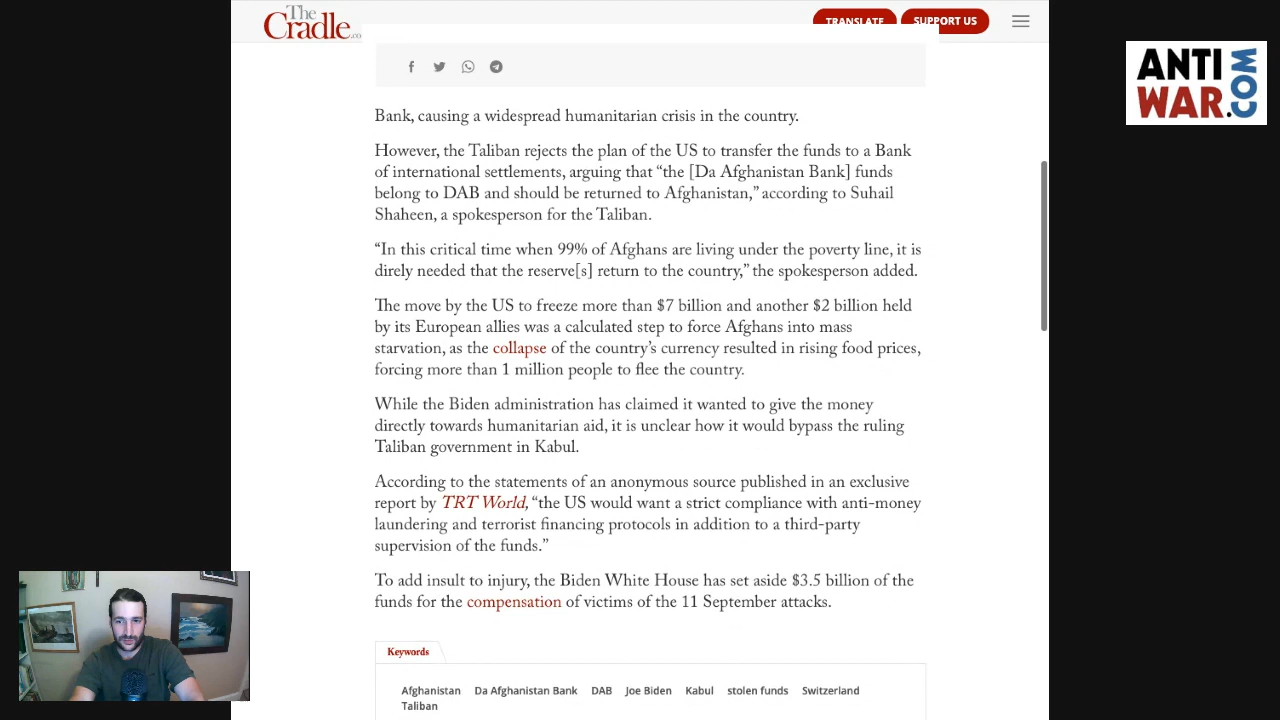 The
Cradle.co
TRANSLATE
SUPPORT US
ANTI
WAR.COM
Bank, causing a widespread humanitarian crisis in the country.
However, the Taliban rejects the plan of the US to transfer the funds to a Bank
of international settlements, arguing that “the [Da Afghanistan Bank] funds
belong to DAB and should be returned to Afghanistan,” according to Suhail
Shaheen, a spokesperson for the Taliban.
“In this critical time when 99% of Afghans are living under the poverty line, it is
direly needed that the reserve[s] return to the country,” the spokesperson added.
The move by the US to freeze more than $7 billion and another $2 billion held
by its European allies was a calculated step to force Afghans into mass
starvation, as the collapse of the country’s currency resulted in rising food prices,
forcing more than 1 million people to flee the country.
While the Biden administration has claimed it wanted to give the money
directly towards humanitarian aid, it is unclear how it would bypass the ruling
Taliban government in Kabul.
According to the statements of an anonymous source published in an exclusive
report by TRT World, “the US would want a strict compliance with anti-money
laundering and terrorist financing protocols in addition to a third-party
supervision of the funds.”
To add insult to injury, the Biden White House has set aside $3.5 billion of the
funds for the compensation of victims of the 11 September attacks.
Keywords
Afghanistan Da Afghanistan Bank DAB Joe Biden Kabul stolen funds Switzerland
Taliban